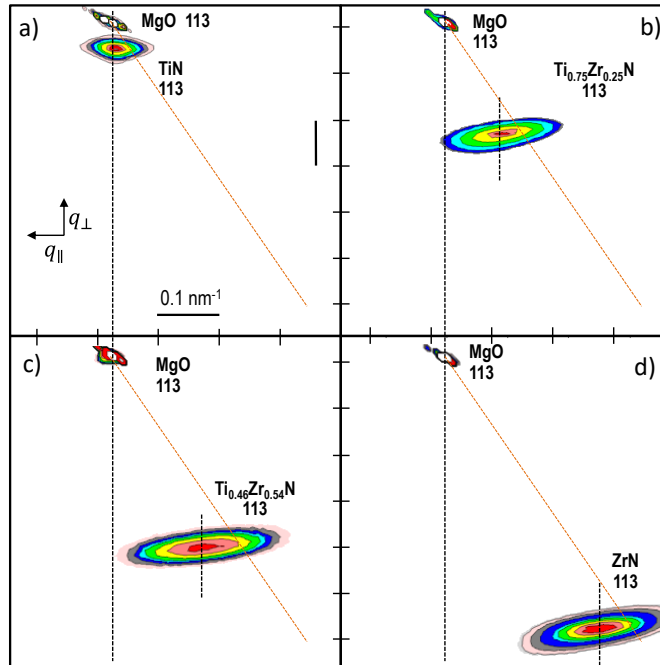 a)
MgO 113
TiN
113
q⊥
q∥
0.1 nm⁻¹
b)
MgO
113
Ti₀.₇₅Zr₀.₂₅N
113
c)
MgO
113
Ti₀.₄₆Zr₀.₅₄N
113
d)
MgO
113
ZrN
113